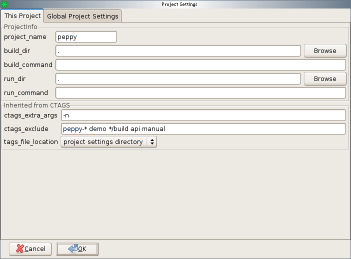 Project Settings
This Project Global Project Settings
ProjectInfo
project_name peppy
build_dir . Browse
build_command
run_dir . Browse
run_command
Inherited from CTAGS
ctags_extra_args -n
ctags_exclude peppy-* demo */build api manual
tags_file_location project settings directory
Cancel OK